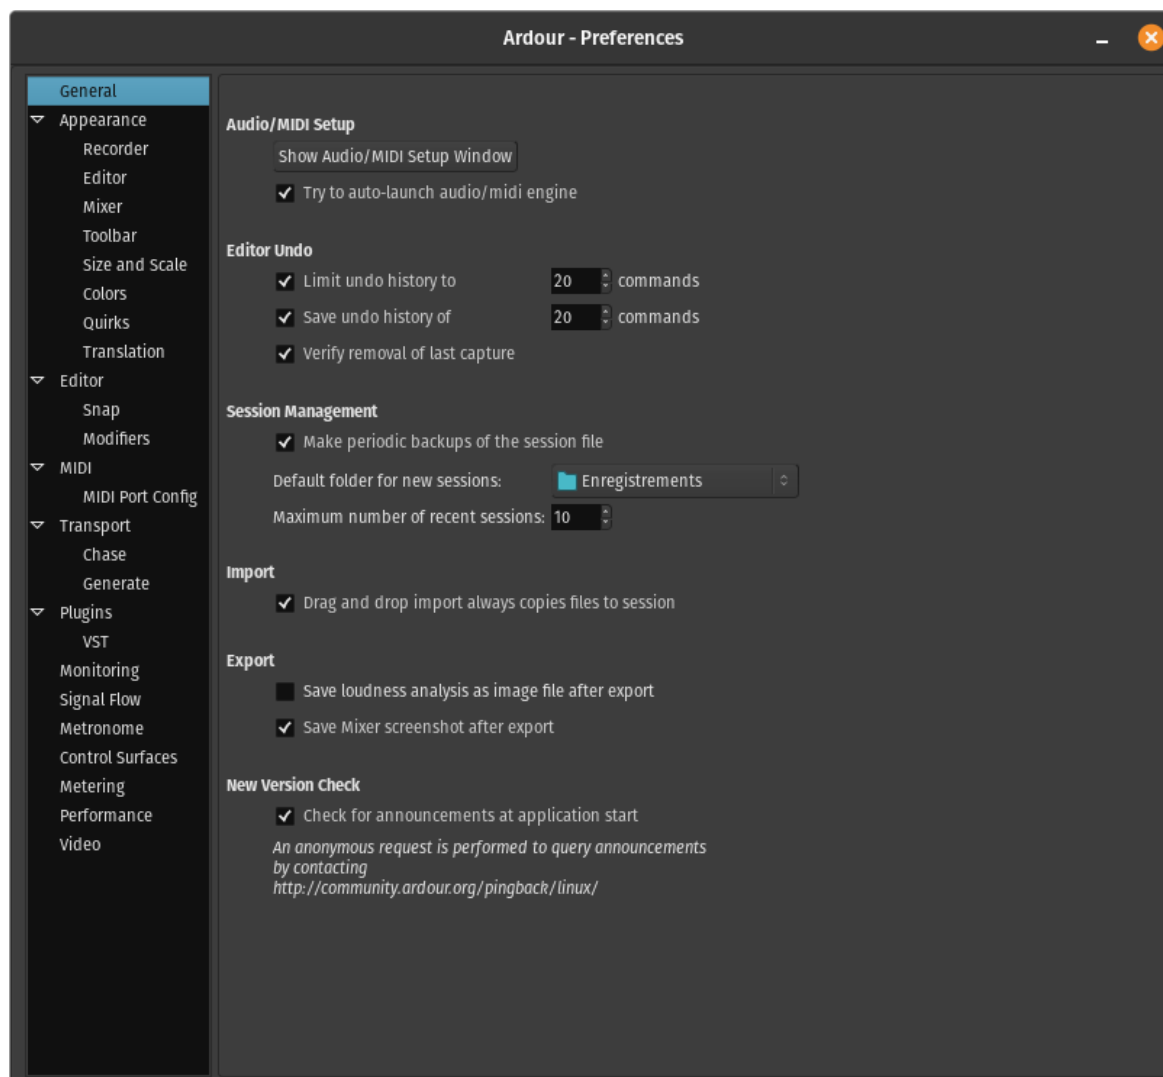 Ardour - Preferences
General
Appearance
Recorder
Editor
Mixer
Toolbar
Size and Scale
Colors
Quirks
Translation
Editor
Snap
Modifiers
MIDI
MIDI Port Config
Transport
Chase
Generate
Plugins
VST
Monitoring
Signal Flow
Metronome
Control Surfaces
Metering
Performance
Video
Audio/MIDI Setup
Show Audio/MIDI Setup Window
Try to auto-launch audio/midi engine
Editor Undo
Limit undo history to 20 commands
Save undo history of 20 commands
Verify removal of last capture
Session Management
Make periodic backups of the session file
Default folder for new sessions: Enregistrements
Maximum number of recent sessions: 10
Import
Drag and drop import always copies files to session
Export
Save loudness analysis as image file after export
Save Mixer screenshot after export
New Version Check
Check for announcements at application start
An anonymous request is performed to query announcements
by contacting
http://community.ardour.org/pingback/linux/